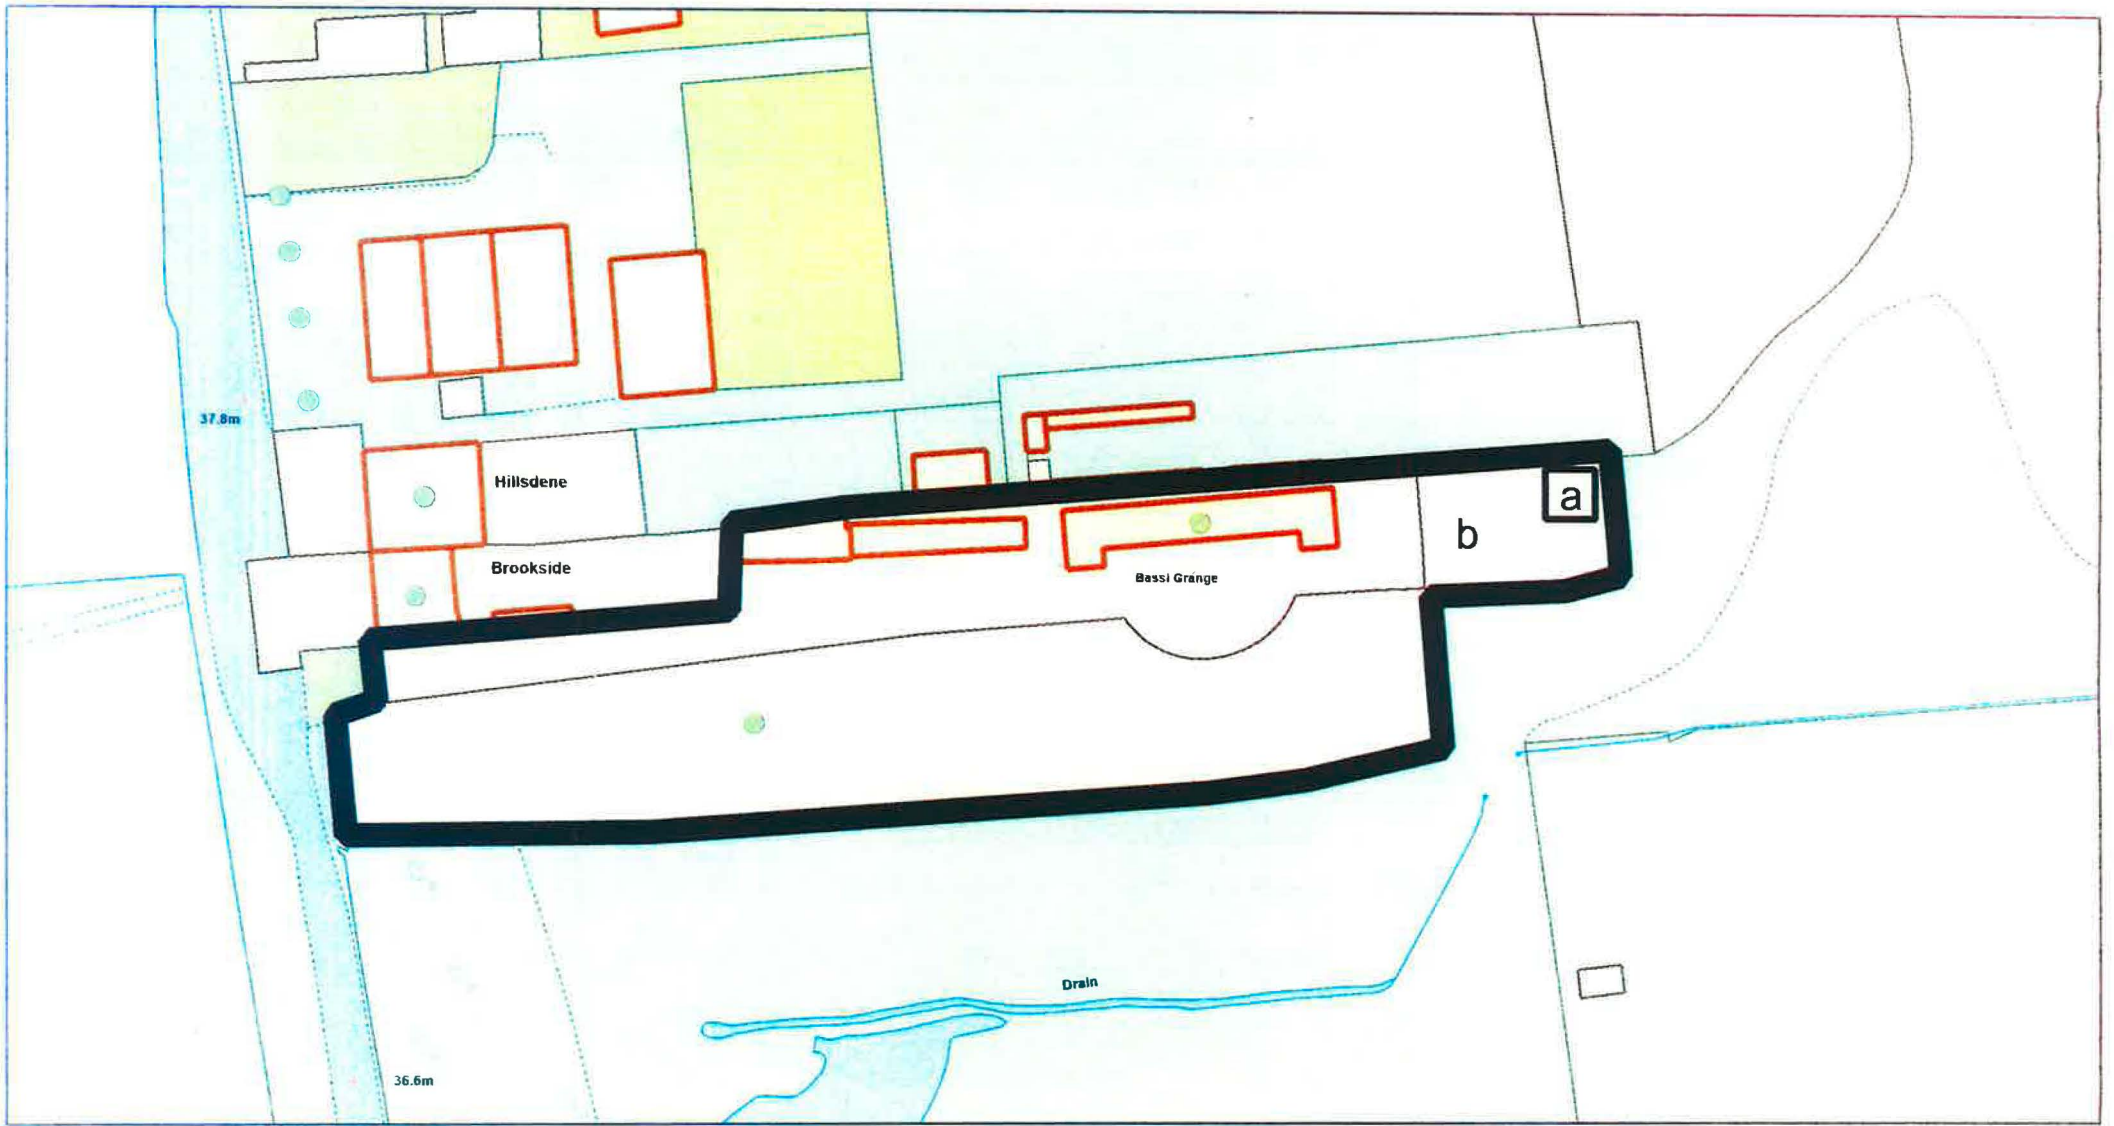 37.8m
Hillsdene
a
b
Brookside
Bassi Grange
Drain
36.6m